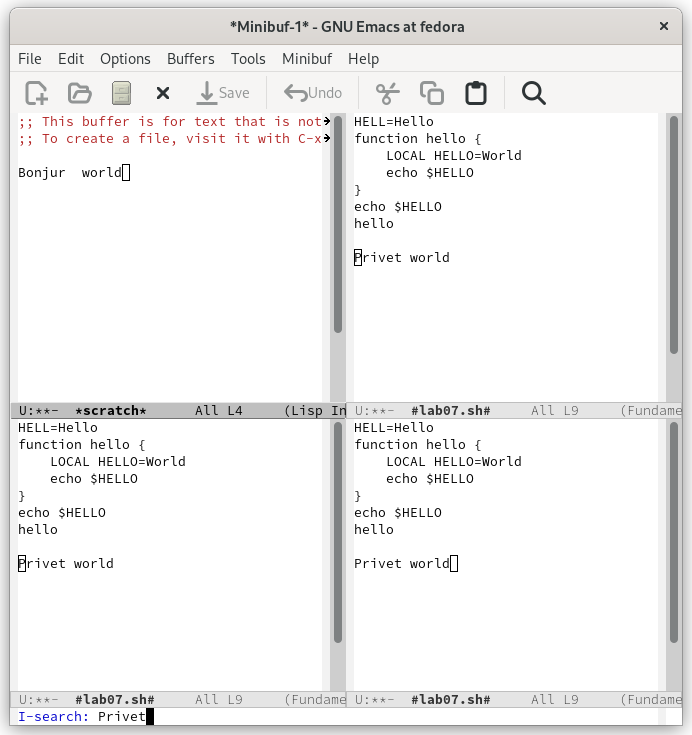 *Minibuf-1* - GNU Emacs at fedora
File Edit Options Buffers Tools Minibuf Help
Save Undo
;; This buffer is for text that is not
;; To create a file, visit it with C-x
Bonjur  world
U:**-  *scratch*      All L4     (Lisp In
HELL=Hello
function hello {
    LOCAL HELLO=World
    echo $HELLO
}
echo $HELLO
hello
Privet world
U:**-  #lab07.sh#     All L9     (Fundame
HELL=Hello
function hello {
    LOCAL HELLO=World
    echo $HELLO
}
echo $HELLO
hello
Privet world
U:**-  #lab07.sh#     All L9     (Fundame
HELL=Hello
function hello {
    LOCAL HELLO=World
    echo $HELLO
}
echo $HELLO
hello
Privet world
U:**-  #lab07.sh#     All L9     (Fundame
I-search: Privet